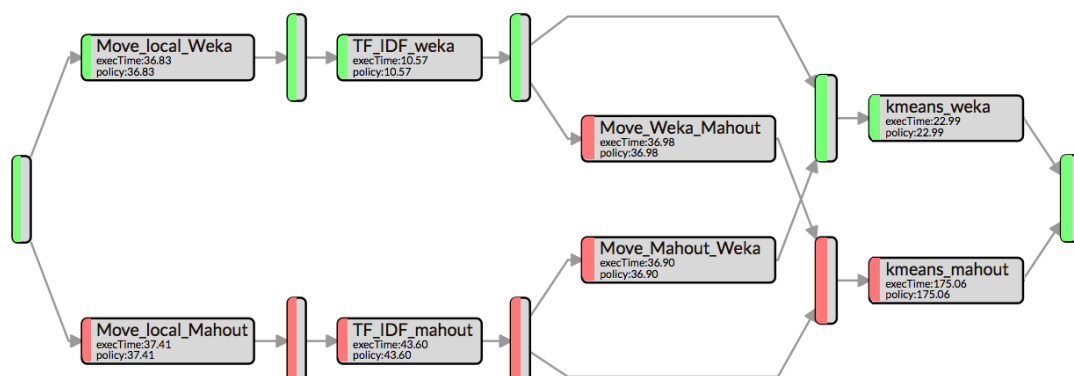 Move_local_Weka
execTime:36.83
policy:36.83
TF_IDF_weka
execTime:10.57
policy:10.57
Move_Weka_Mahout
execTime:36.98
policy:36.98
kmeans_weka
execTime:22.99
policy:22.99
Move_Mahout_Weka
execTime:36.90
policy:36.90
kmeans_mahout
execTime:175.06
policy:175.06
Move_local_Mahout
execTime:37.41
policy:37.41
TF_IDF_mahout
execTime:43.60
policy:43.60